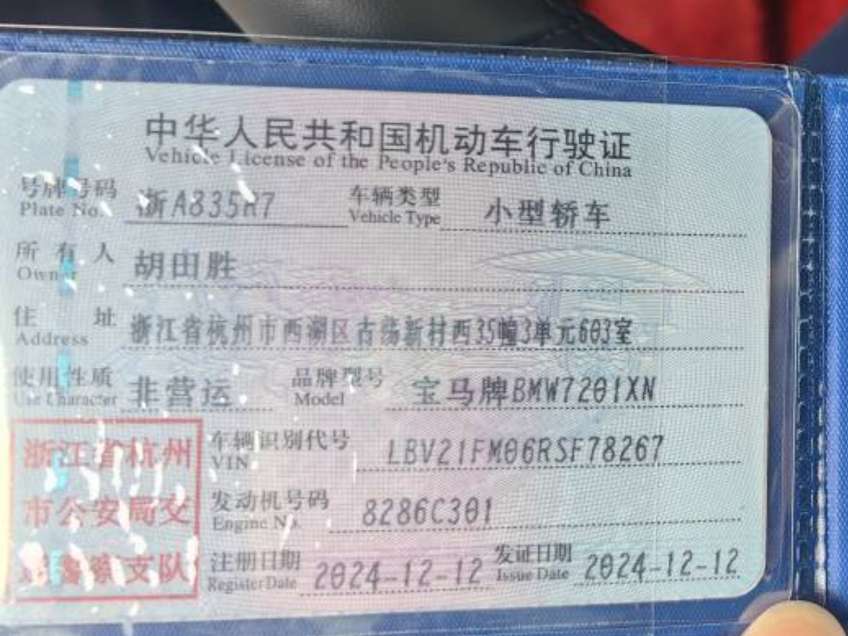 中华人民共和国机动车行驶证
Vehicle License of the People's Republic of China
号牌号码 浙A835R7 车辆类型 小型轿车
Plate No. Vehicle Type
所有人 胡田胜
Owner
住址 浙江省杭州市西湖区古荡新村西35幢3单元603室
Address
使用性质 非营运 品牌型号 宝马牌BMW7201XN
Use Character Model
浙江省杭州 车辆识别代号 LBV21FM06RSF78267
VIN
市公安局交 发动机号码 8286C301
Engine No.
警察支队 注册日期 2024-12-12 发证日期 2024-12-12
Register Date Issue Date